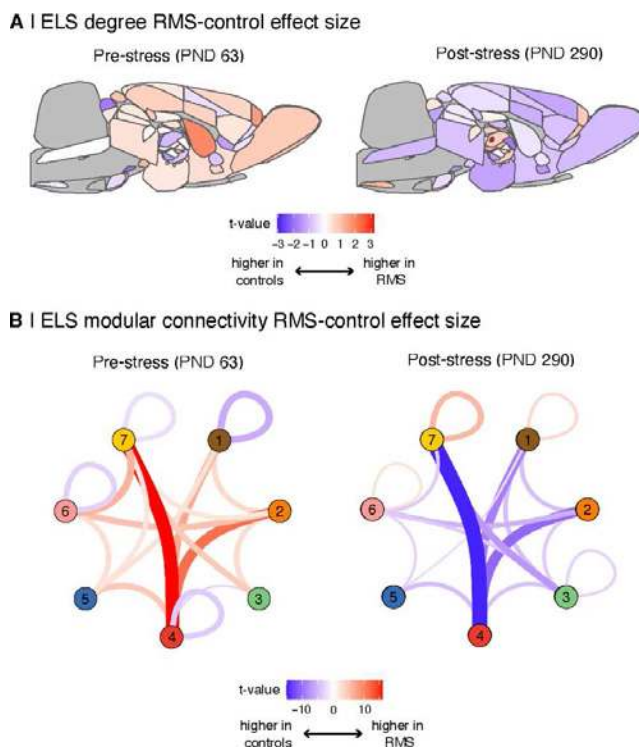 A | ELS degree RMS-control effect size
Pre-stress (PND 63)
Post-stress (PND 290)
t-value
-3 -2 -1 0 1 2 3
higher in controls
higher in RMS
B | ELS modular connectivity RMS-control effect size
Pre-stress (PND 63)
Post-stress (PND 290)
7
1
6
2
5
3
4
7
1
6
2
5
3
4
t-value
-10 0 10
higher in controls
higher in RMS